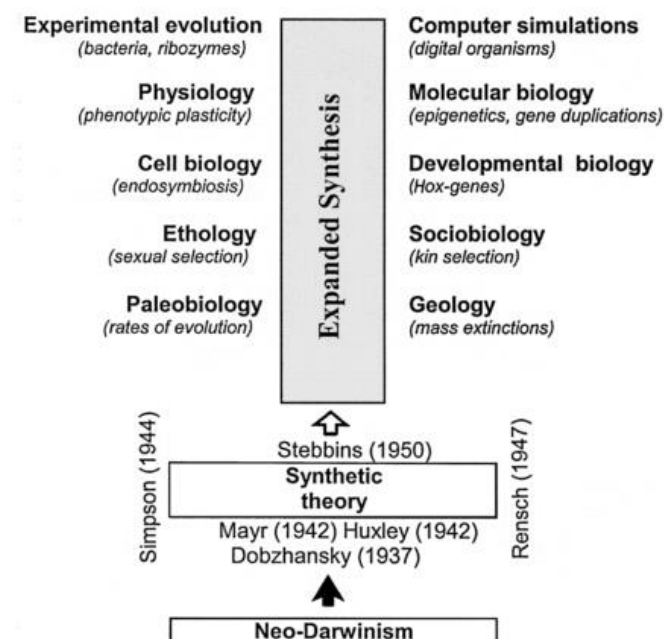 Experimental evolution
(bacteria, ribozymes)
Physiology
(phenotypic plasticity)
Cell biology
(endosymbiosis)
Ethology
(sexual selection)
Paleobiology
(rates of evolution)
Expanded Synthesis
Computer simulations
(digital organisms)
Molecular biology
(epigenetics, gene duplications)
Developmental biology
(Hox-genes)
Sociobiology
(kin selection)
Geology
(mass extinctions)
Simpson (1944)
Stebbins (1950)
Synthetic
theory
Mayr (1942) Huxley (1942)
Dobzhansky (1937)
Rensch (1947)
Neo-Darwinism